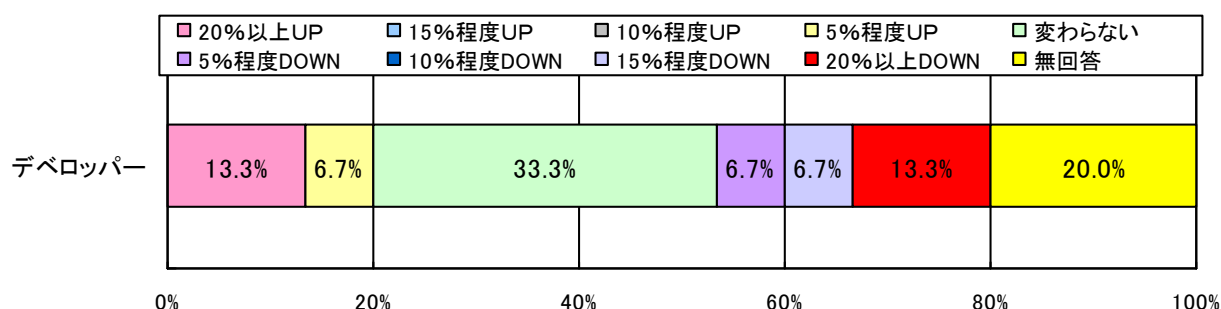 20%以上UP 15%程度UP 10%程度UP 5%程度UP 変わらない
5%程度DOWN 10%程度DOWN 15%程度DOWN 20%以上DOWN 無回答
デベロッパー 13.3% 6.7% 33.3% 6.7% 6.7% 13.3% 20.0%
0% 20% 40% 60% 80% 100%